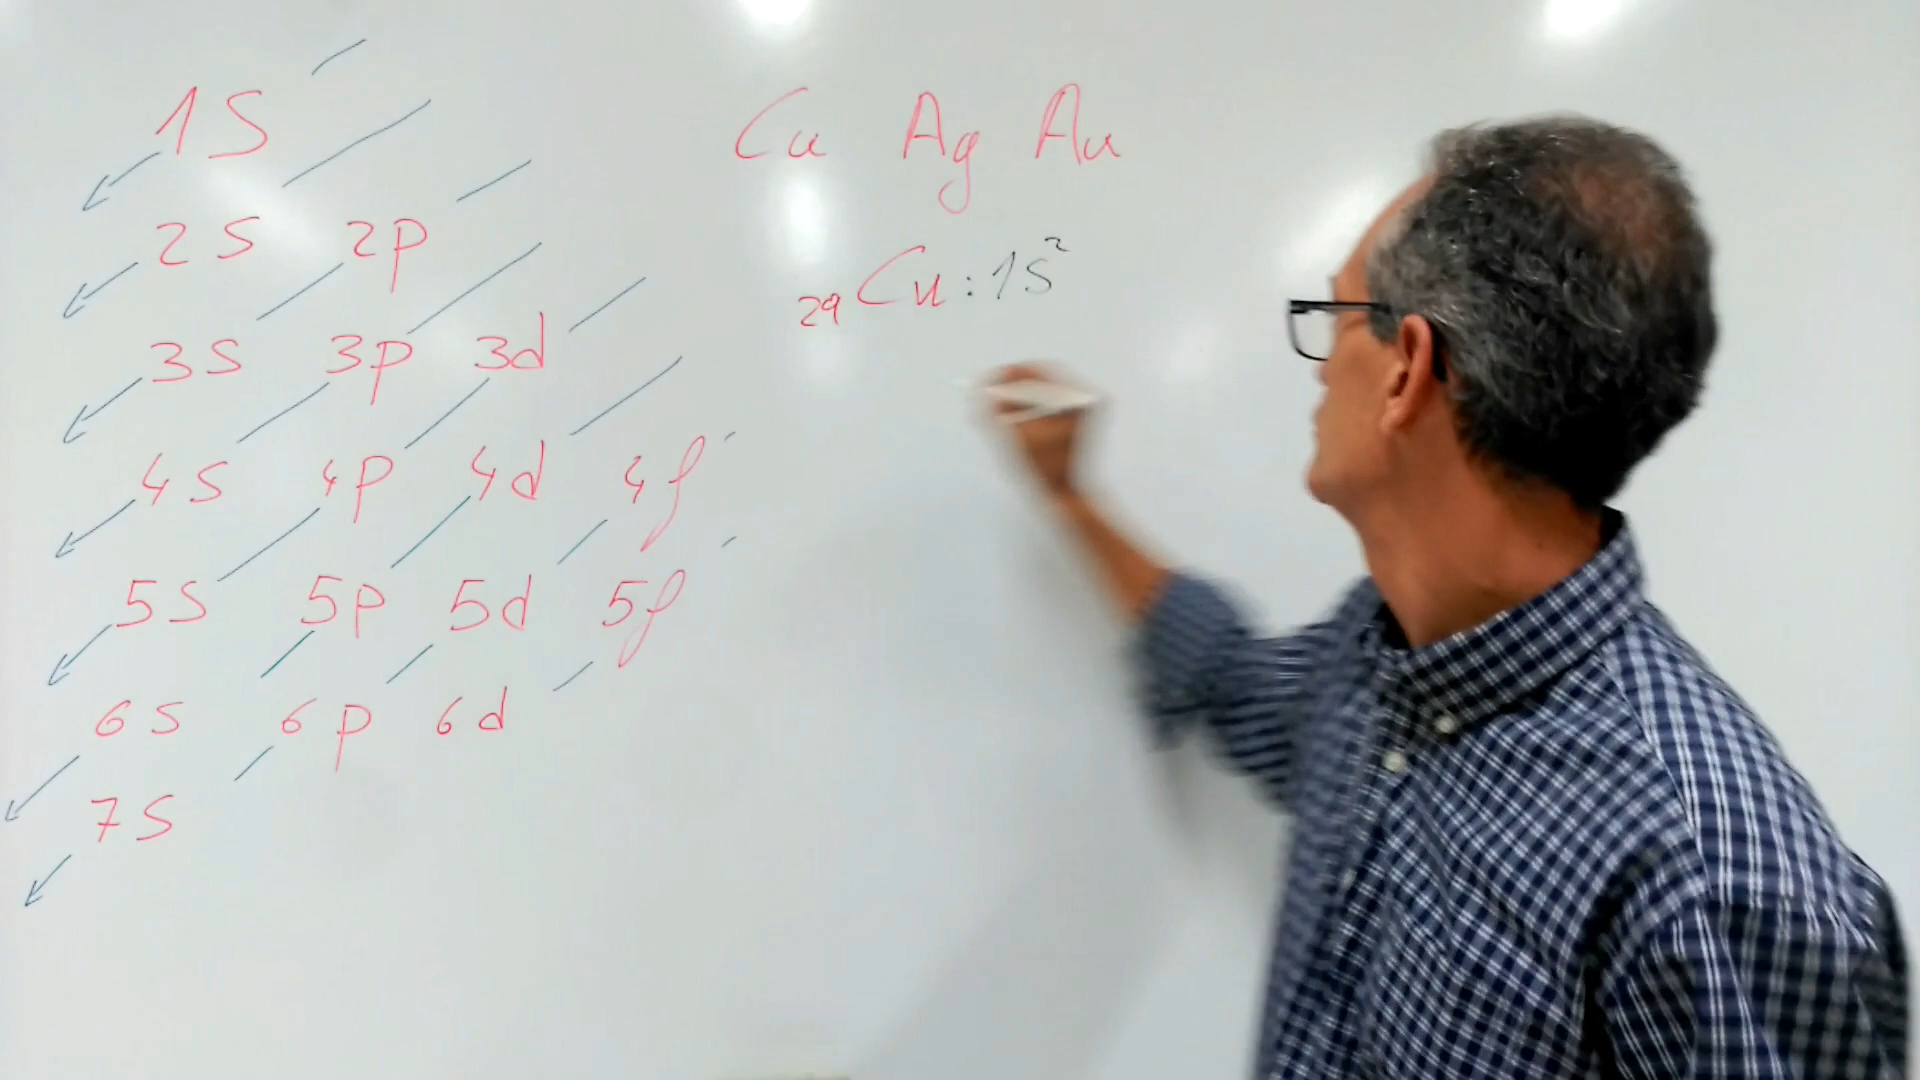 1s
2s 2p
3s 3p 3d
4s 4p 4d 4f
5s 5p 5d 5f
6s 6p 6d
7s
Cu Ag Au
₂₉Cu: 1s²